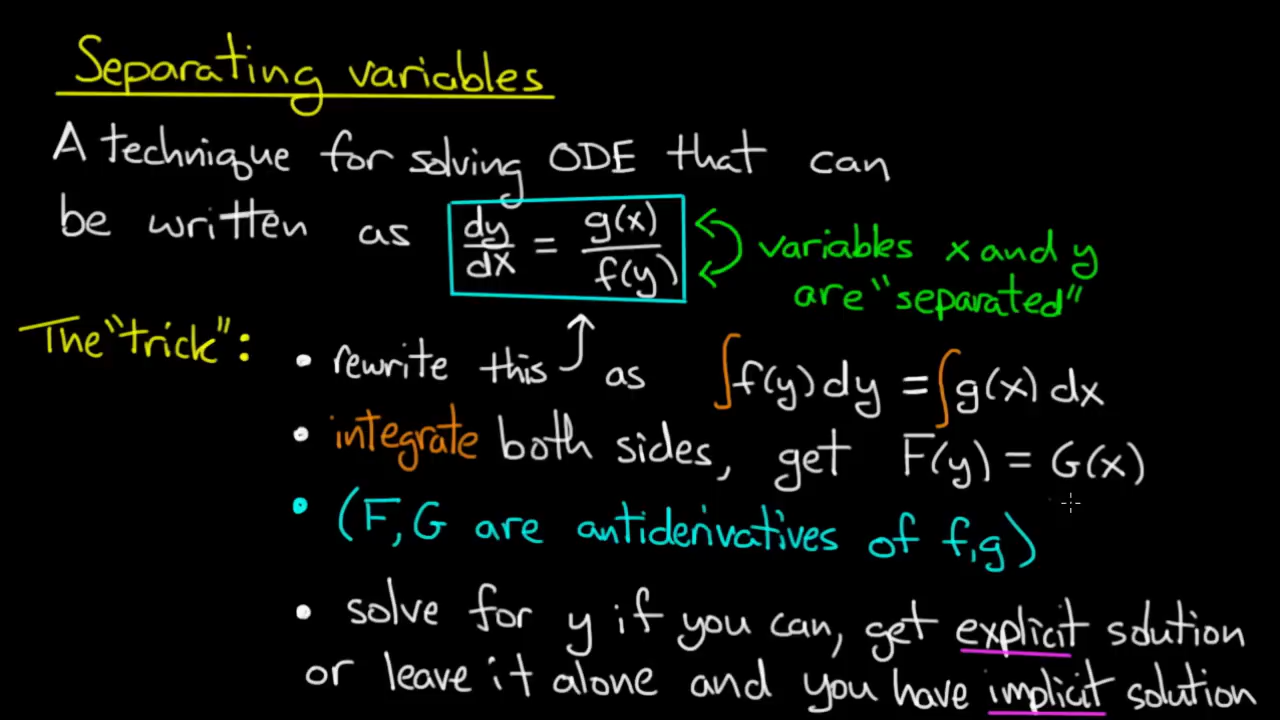 Separating variables
A technique for solving ODE that can
be written as dy/dx = g(x)/f(y)
variables x and y
are "separated"
The "trick":
• rewrite this as ∫f(y)dy = ∫g(x)dx
• integrate both sides, get F(y) = G(x)
• (F,G are antiderivatives of f,g)
• solve for y if you can, get explicit solution
or leave it alone and you have implicit solution